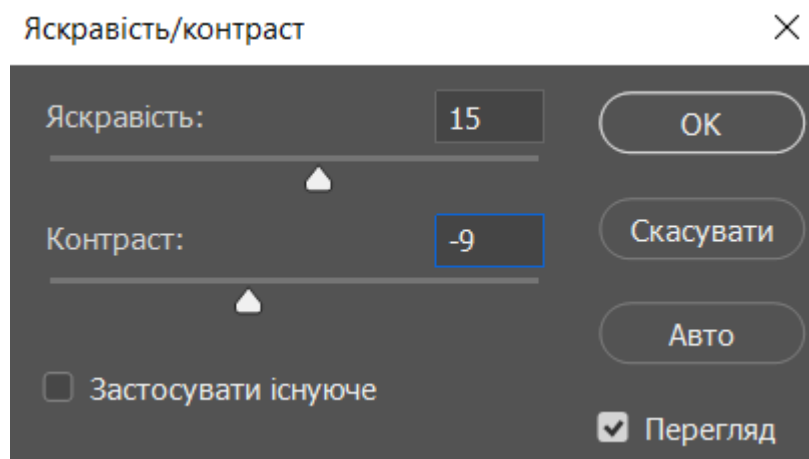 Яскравість/контраст
Яскравість:
15
OK
Контраст:
-9
Скасувати
Авто
Застосувати існуюче
Перегляд